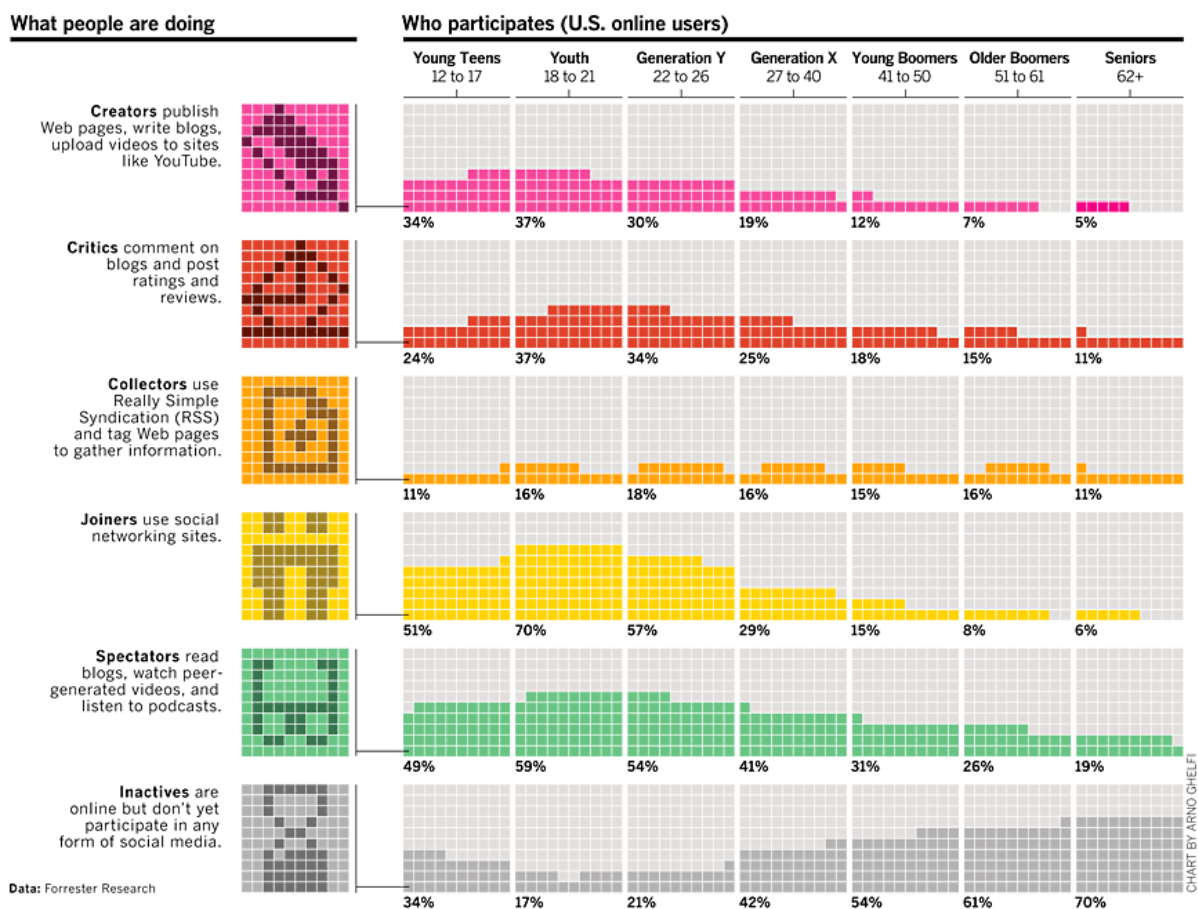 What people are doing
Who participates (U.S. online users)
Young Teens
12 to 17
Youth
18 to 21
Generation Y
22 to 26
Generation X
27 to 40
Young Boomers
41 to 50
Older Boomers
51 to 61
Seniors
62+
Creators publish
Web pages, write blogs,
upload videos to sites
like YouTube.
34% 37% 30% 19% 12% 7% 5%
Critics comment on
blogs and post
ratings and
reviews.
24% 37% 34% 25% 18% 15% 11%
Collectors use
Really Simple
Syndication (RSS)
and tag Web pages
to gather information.
11% 16% 18% 16% 15% 16% 11%
Joiners use social
networking sites.
51% 70% 57% 29% 15% 8% 6%
Spectators read
blogs, watch peer-
generated videos, and
listen to podcasts.
49% 59% 54% 41% 31% 26% 19%
Inactives are
online but don't yet
participate in any
form of social media.
34% 17% 21% 42% 54% 61% 70%
Data: Forrester Research
CHART BY ARNO GHELFI